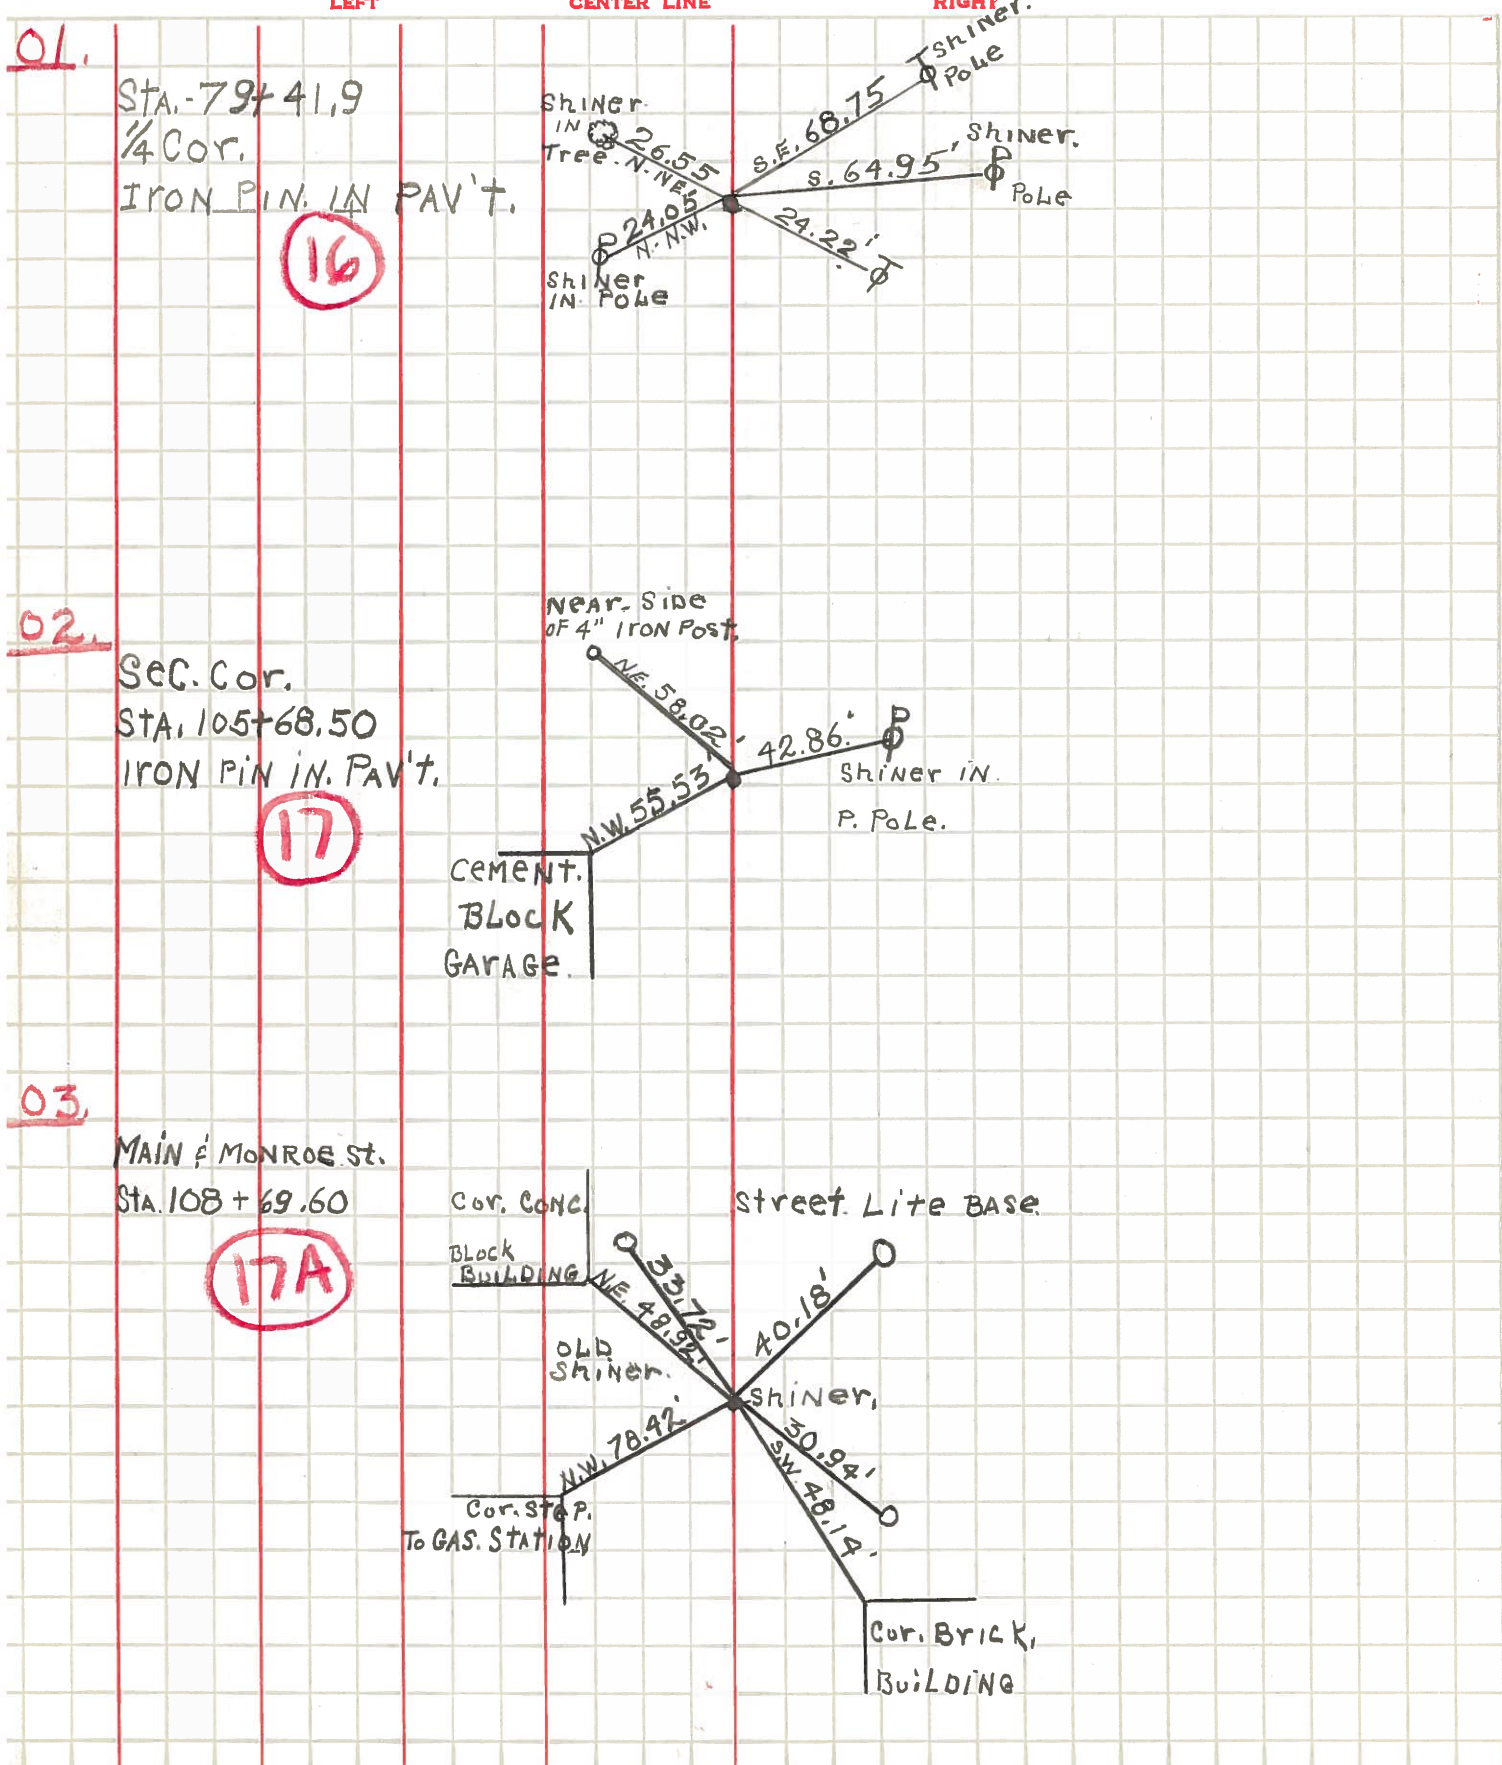 LEFT CENTER LINE RIGHT
01.
STA.-79+41.9
1/4 Cor.
IRON PIN. IN PAV'T.
16
Shiner
IN
Tree.
26.55
N.NE.
24.05
N.-N.W.
Shiner
IN. POLE
S.E. 68.75
T
Shiner.
POLE
S. 64.95'
Shiner.
P
POLE
24.22'
T
02.
SEC. Cor.
STA. 105+68.50
IRON PIN IN. PAV'T.
17
NEAR. SIDE
OF 4" IRON POST.
N.E. 58.02'
42.86.'
P
Shiner IN.
P. POLE.
N.W. 55.53'
CEMENT.
BLOCK
GARAGE.
03.
MAIN & MONROE St.
STA. 108 + 69.60
17A
Cor. CONC.
BLOCK
BUILDING
33.72'
N.E. 48.92'
OLD
Shiner.
Street. Lite BASE.
40.18'
Shiner.
N.W. 78.42'
Cor. STEP.
TO GAS. STATION
30.94'
S.W. 48.14'
Cor. BRICK.
BUILDING